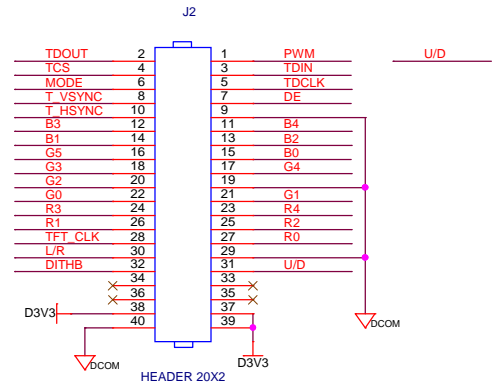 J2
TDOUT 2 1 PWM U/D
TCS 4 3 TDIN
MODE 6 5 TDCLK
T_VSYNC 8 7 DE
T_HSYNC 10 9
B3 12 11 B4
B1 14 13 B2
G5 16 15 B0
G3 18 17 G4
G2 20 19
G0 22 21 G1
R3 24 23 R4
R1 26 25 R2
TFT_CLK 28 27 R0
L/R 30 29
DITHB 32 31 U/D
34 33
36 35
D3V3 38 37
40 39
DCOM
DCOM D3V3
HEADER 20X2